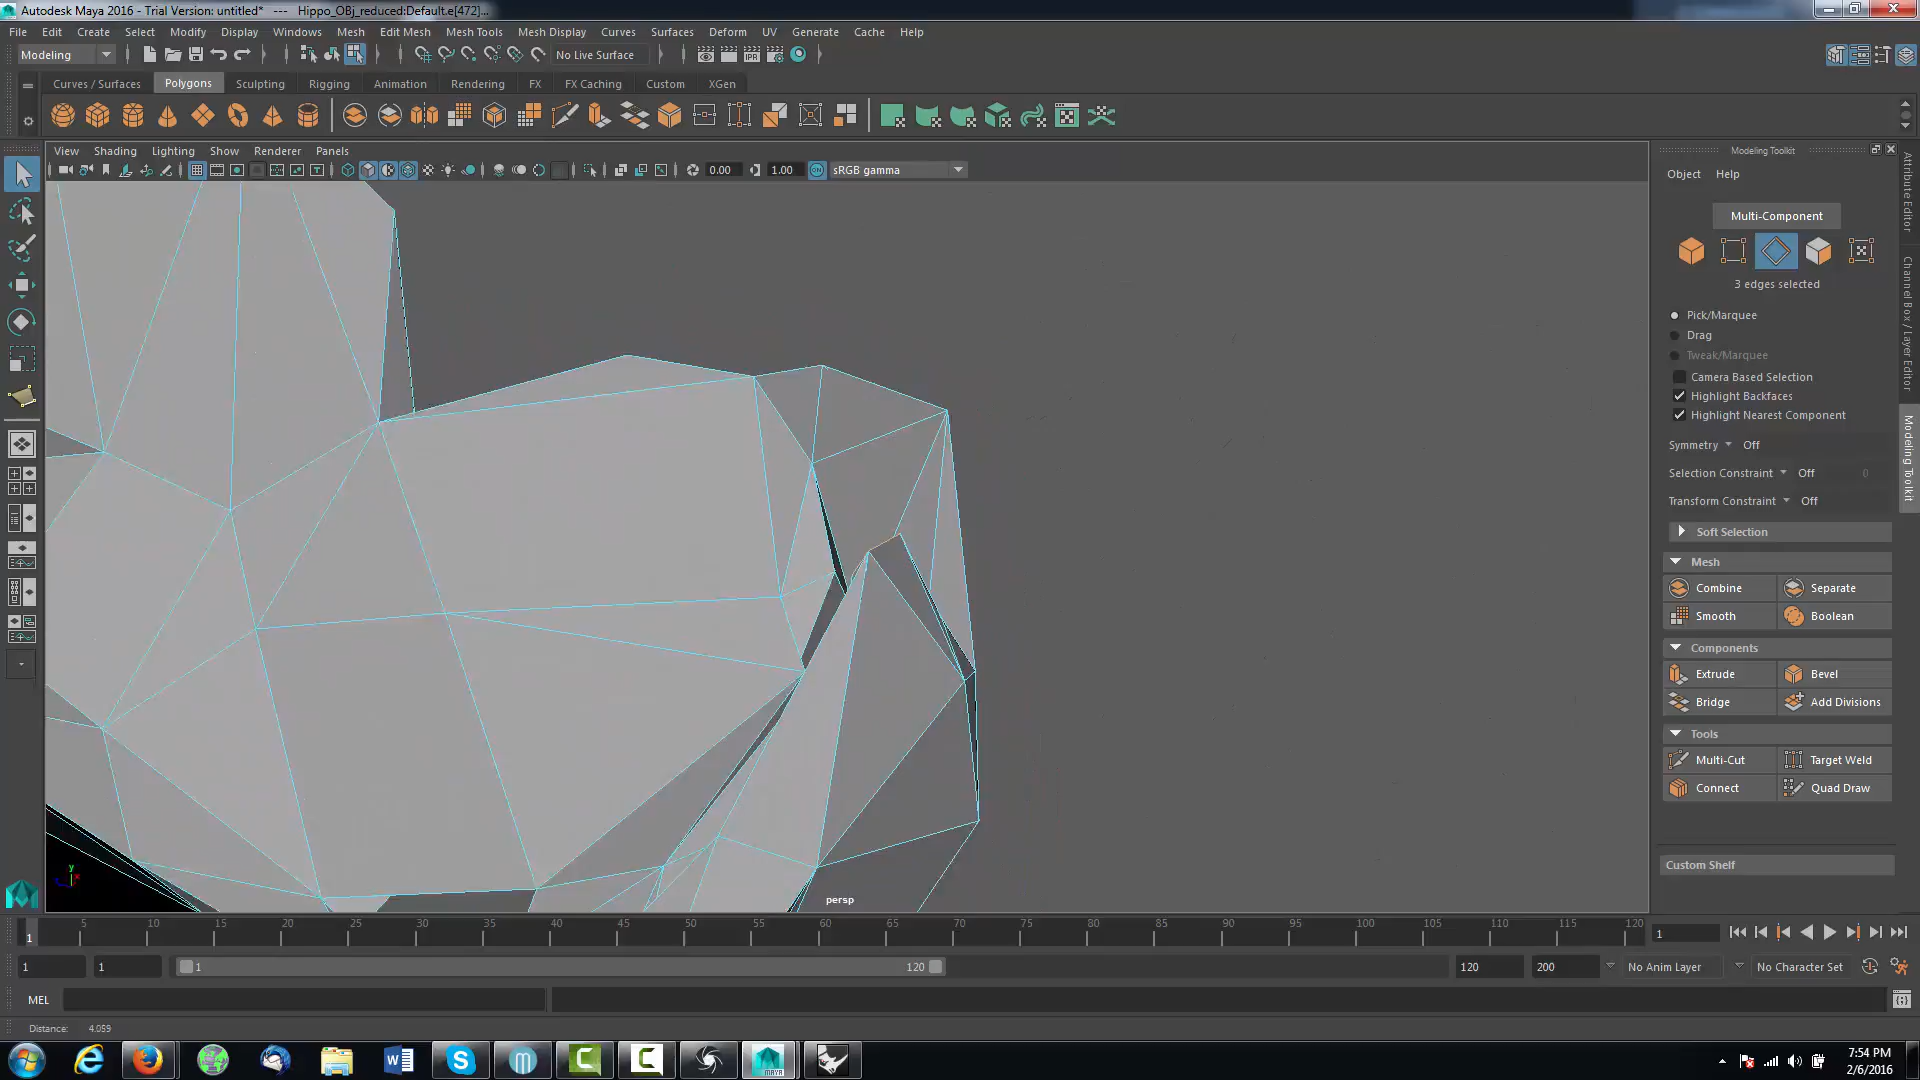 Autodesk Maya 2016 - Trial Version: untitled* --- Hippo_OBj_reduced:Default.e[472]...
File Edit Create Select Modify Display Windows Mesh Edit Mesh Mesh Tools Mesh Display Curves Surfaces Deform UV Generate Cache Help
Modeling No Live Surface
Curves / Surfaces Polygons Sculpting Rigging Animation Rendering FX FX Caching Custom XGen
View Shading Lighting Show Renderer Panels
0.00 1.00 ON sRGB gamma
Modeling Toolkit
Object Help
Multi-Component
3 edges selected
Pick/Marquee
Drag
Tweak/Marquee
Camera Based Selection
Highlight Backfaces
Highlight Nearest Component
Symmetry Off
Selection Constraint Off 0
Transform Constraint Off
Soft Selection
Mesh
Combine Separate
Smooth Boolean
Components
Extrude Bevel
Bridge Add Divisions
Tools
Multi-Cut Target Weld
Connect Quad Draw
Custom Shelf
Attribute Editor
Channel Box / Layer Editor
Modeling Toolkit
y
persp
1 5 10 15 20 25 30 35 40 45 50 55 60 65 70 75 80 85 90 95 100 105 110 115 120 1
1 1 1 120 120 200 No Anim Layer No Character Set
MEL
Distance: 4.059
MAYA
7:54 PM
2/6/2016